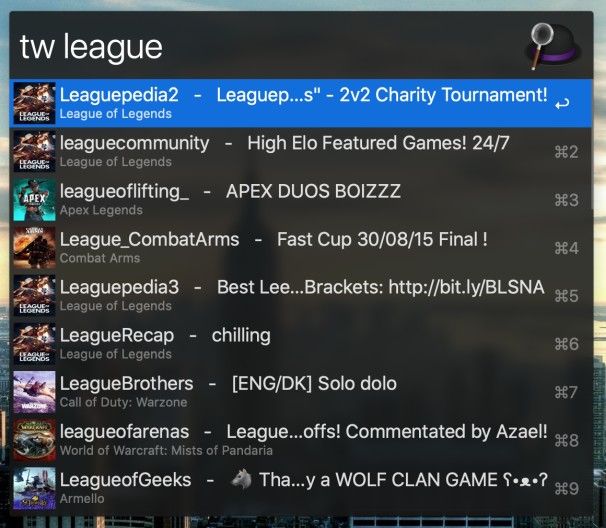 tw league
Leaguepedia2 - Leaguep...s" - 2v2 Charity Tournament!
League of Legends
leaguecommunity - High Elo Featured Games! 24/7
League of Legends
⌘2
leagueoflifting_ - APEX DUOS BOIZZZ
Apex Legends
⌘3
League_CombatArms - Fast Cup 30/08/15 Final !
Combat Arms
⌘4
Leaguepedia3 - Best Lee...Brackets: http://bit.ly/BLSNA
League of Legends
⌘5
LeagueRecap - chilling
League of Legends
⌘6
LeagueBrothers - [ENG/DK] Solo dolo
Call of Duty: Warzone
⌘7
leagueofarenas - League...offs! Commentated by Azael!
World of Warcraft: Mists of Pandaria
⌘8
LeagueofGeeks - 🐺 Tha...y a WOLF CLAN GAME ʕ•ᴥ•ʔ
Armello
⌘9